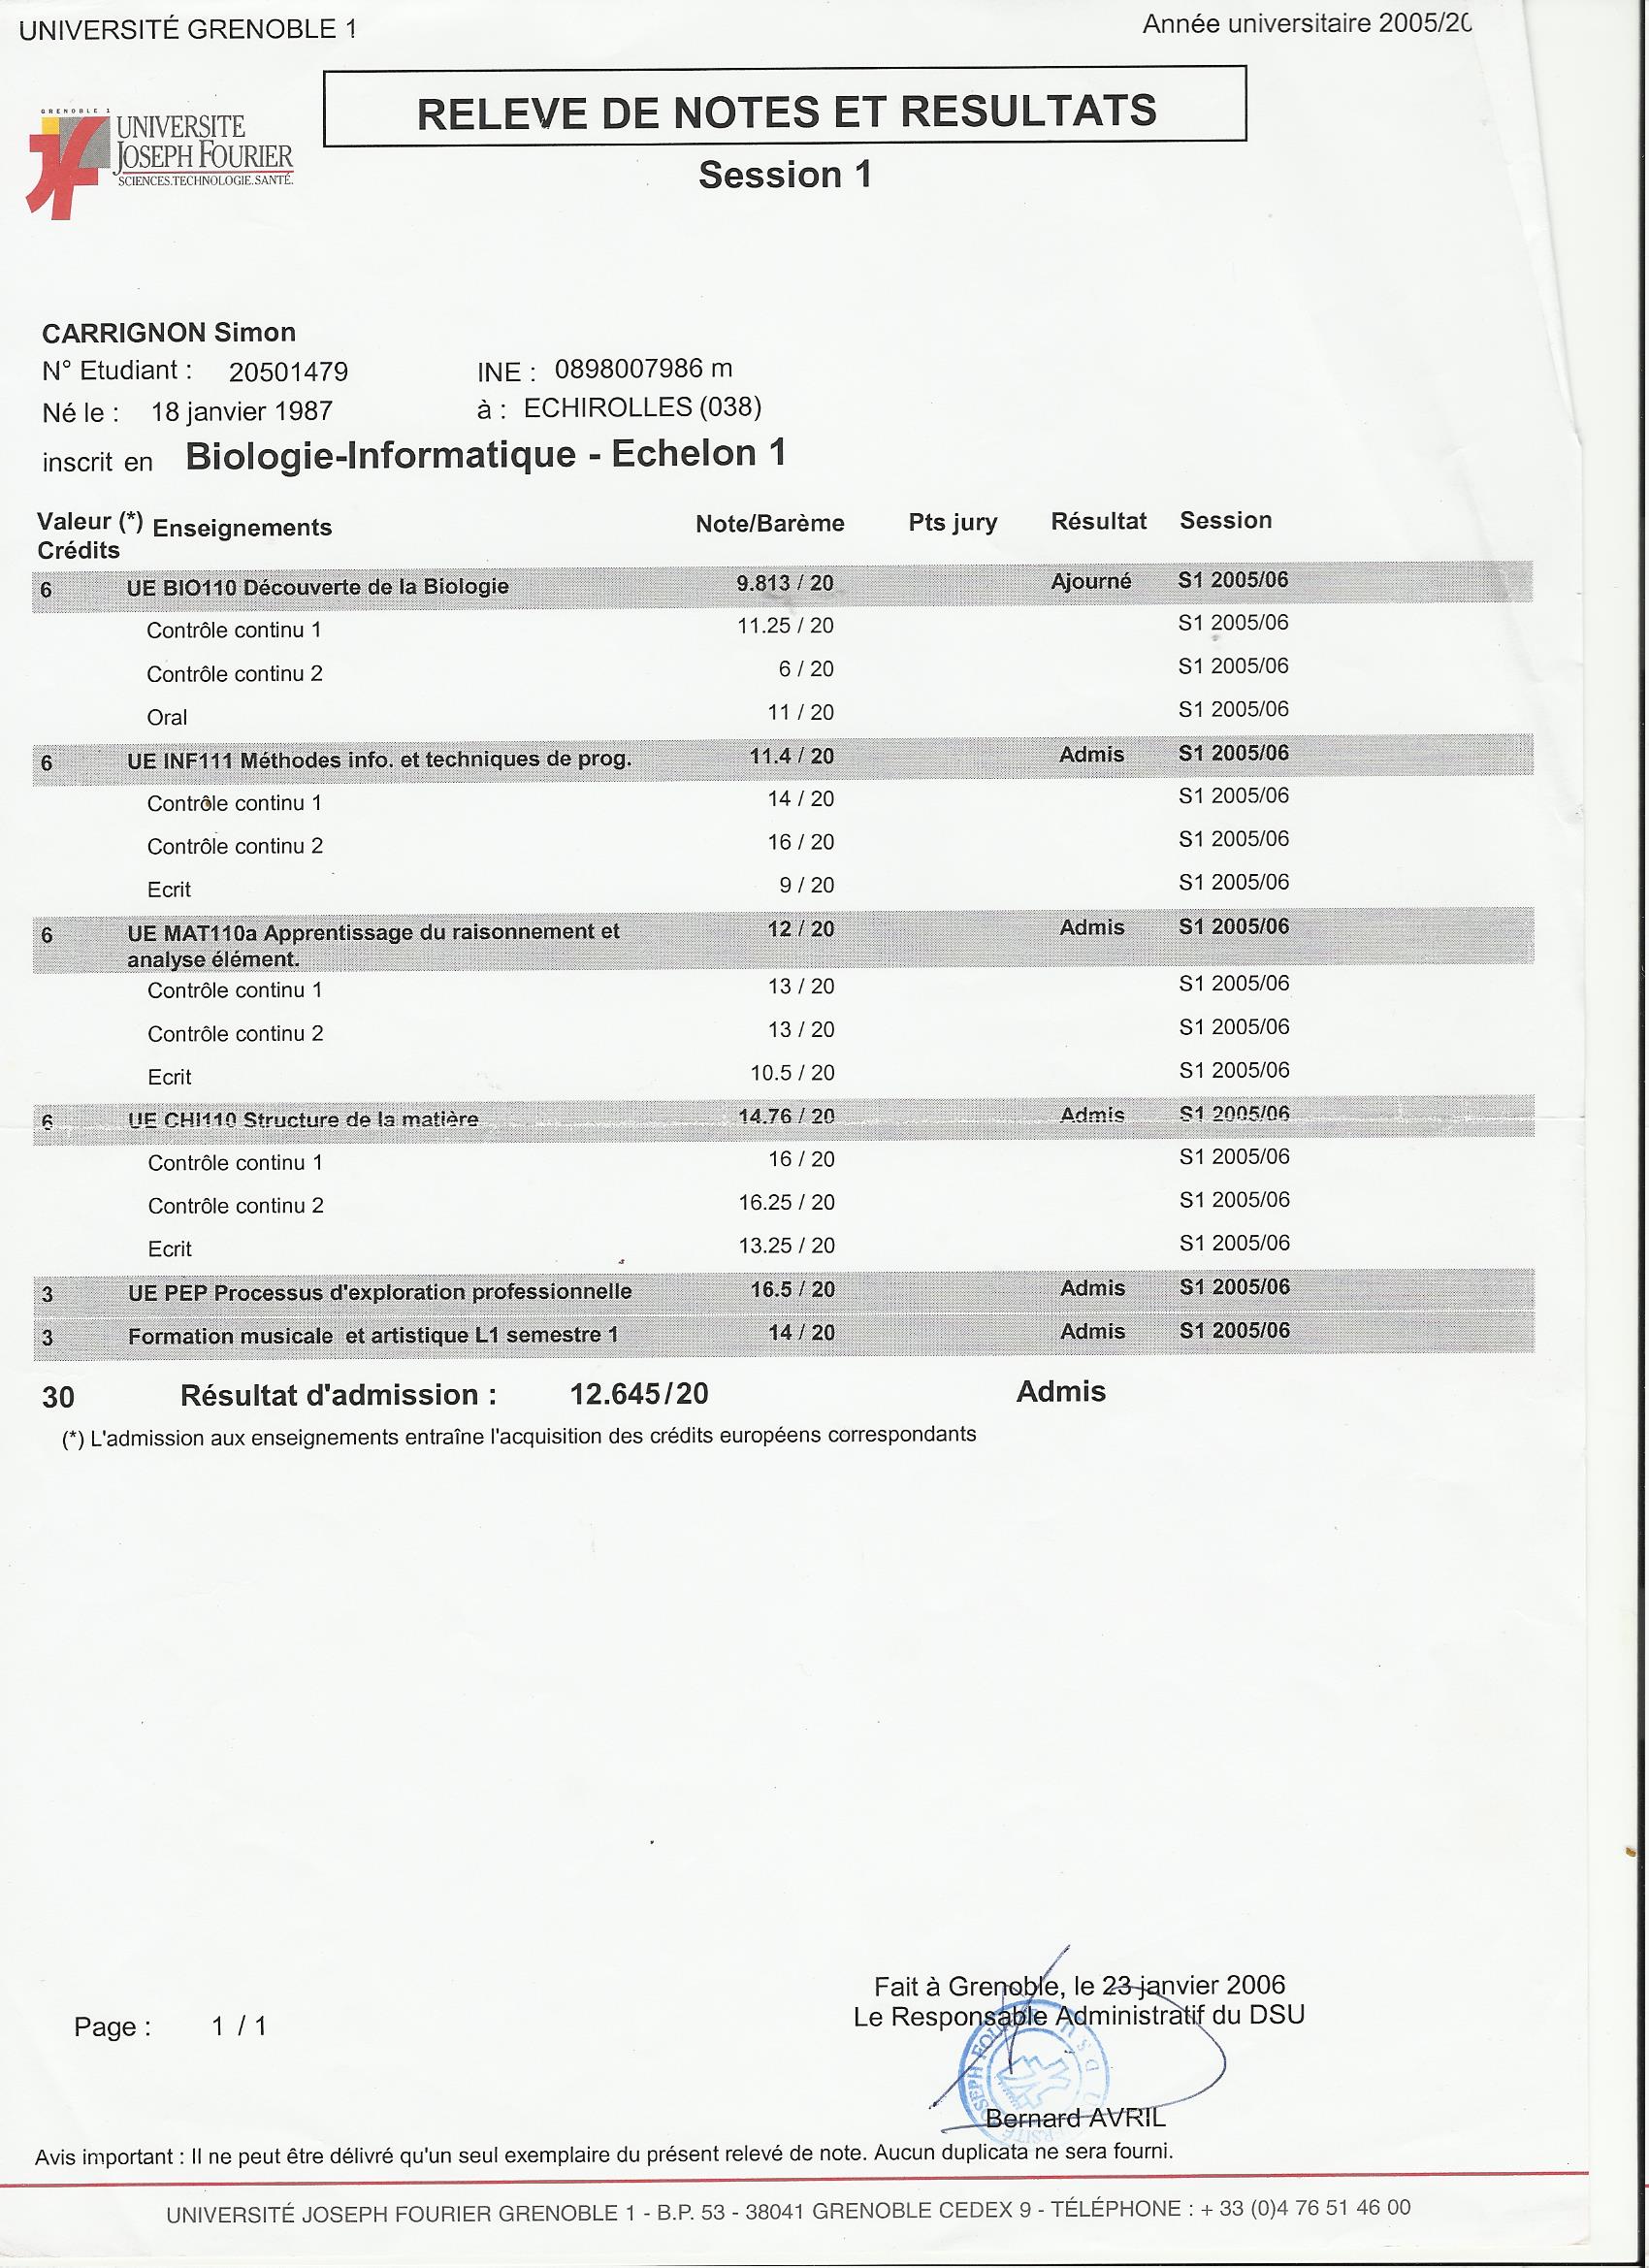 UNIVERSITÉ GRENOBLE 1
Année universitaire 2005/20
GRENOBLE 1
UNIVERSITE
JOSEPH FOURIER
SCIENCES.TECHNOLOGIE.SANTÉ.
RELEVE DE NOTES ET RESULTATS
Session 1
CARRIGNON Simon
N° Etudiant : 20501479 INE : 0898007986 m
Né le : 18 janvier 1987 à : ECHIROLLES (038)
inscrit en Biologie-Informatique - Echelon 1
Valeur (*) Enseignements Note/Barème Pts jury Résultat Session
Crédits
6 UE BIO110 Découverte de la Biologie 9.813 / 20 Ajourné S1 2005/06
Contrôle continu 1 11.25 / 20 S1 2005/06
Contrôle continu 2 6 / 20 S1 2005/06
Oral 11 / 20 S1 2005/06
6 UE INF111 Méthodes info. et techniques de prog. 11.4 / 20 Admis S1 2005/06
Contrôle continu 1 14 / 20 S1 2005/06
Contrôle continu 2 16 / 20 S1 2005/06
Ecrit 9 / 20 S1 2005/06
6 UE MAT110a Apprentissage du raisonnement et 12 / 20 Admis S1 2005/06
analyse élément.
Contrôle continu 1 13 / 20 S1 2005/06
Contrôle continu 2 13 / 20 S1 2005/06
Ecrit 10.5 / 20 S1 2005/06
6 UE CHI110 Structure de la matière 14.76 / 20 Admis S1 2005/06
Contrôle continu 1 16 / 20 S1 2005/06
Contrôle continu 2 16.25 / 20 S1 2005/06
Ecrit 13.25 / 20 S1 2005/06
3 UE PEP Processus d'exploration professionnelle 16.5 / 20 Admis S1 2005/06
3 Formation musicale et artistique L1 semestre 1 14 / 20 Admis S1 2005/06
30 Résultat d'admission : 12.645/20 Admis
(*) L'admission aux enseignements entraîne l'acquisition des crédits européens correspondants
Fait à Grenoble, le 23 janvier 2006
Le Responsable Administratif du DSU
Page : 1 / 1
Bernard AVRIL
Avis important : Il ne peut être délivré qu'un seul exemplaire du présent relevé de note. Aucun duplicata ne sera fourni.
UNIVERSITÉ JOSEPH FOURIER GRENOBLE 1 - B.P. 53 - 38041 GRENOBLE CEDEX 9 - TÉLÉPHONE : + 33 (0)4 76 51 46 00